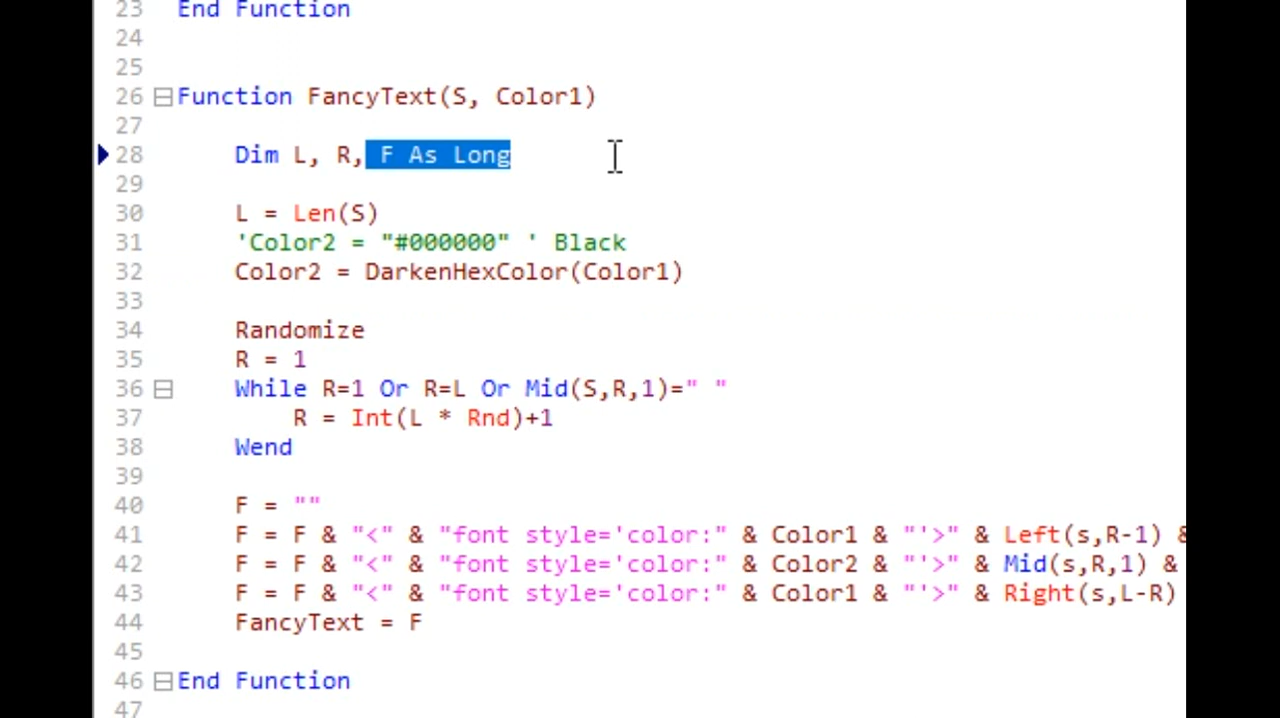 23 End Function
24
25
26 Function FancyText(S, Color1)
27
28 Dim L, R, F As Long
29
30 L = Len(S)
31 'Color2 = "#000000" ' Black
32 Color2 = DarkenHexColor(Color1)
33
34 Randomize
35 R = 1
36 While R=1 Or R=L Or Mid(S,R,1)=" "
37 R = Int(L * Rnd)+1
38 Wend
39
40 F = ""
41 F = F & "<" & "font style='color:" & Color1 & "'>" & Left(s,R-1) &
42 F = F & "<" & "font style='color:" & Color2 & "'>" & Mid(s,R,1) &
43 F = F & "<" & "font style='color:" & Color1 & "'>" & Right(s,L-R)
44 FancyText = F
45
46 End Function
47